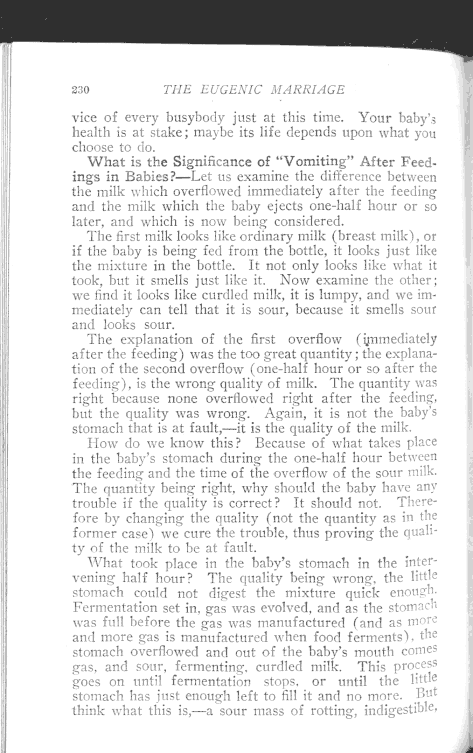 230 THE EUGENIC MARRIAGE
vice of every busybody just at this time. Your baby's
health is at stake; maybe its life depends upon what you
choose to do.
What is the Significance of "Vomiting" After Feed-
ings in Babies?—Let us examine the difference between
the milk which overflowed immediately after the feeding
and the milk which the baby ejects one-half hour or so
later, and which is now being considered.
The first milk looks like ordinary milk (breast milk), or
if the baby is being fed from the bottle, it looks just like
the mixture in the bottle. It not only looks like what it
took, but it smells just like it. Now examine the other;
we find it looks like curdled milk, it is lumpy, and we im-
mediately can tell that it is sour, because it smells sour
and looks sour.
The explanation of the first overflow (immediately
after the feeding) was the too great quantity; the explana-
tion of the second overflow (one-half hour or so after the
feeding), is the wrong quality of milk. The quantity was
right because none overflowed right after the feeding,
but the quality was wrong. Again, it is not the baby's
stomach that is at fault,—it is the quality of the milk.
How do we know this? Because of what takes place
in the baby's stomach during the one-half hour between
the feeding and the time of the overflow of the sour milk.
The quantity being right, why should the baby have any
trouble if the quality is correct? It should not. There-
fore by changing the quality (not the quantity as in the
former case) we cure the trouble, thus proving the quali-
ty of the milk to be at fault.
What took place in the baby's stomach in the inter-
vening half hour? The quality being wrong, the little
stomach could not digest the mixture quick enough.
Fermentation set in, gas was evolved, and as the stomach
was full before the gas was manufactured (and as more
and more gas is manufactured when food ferments), the
stomach overflowed and out of the baby's mouth comes
gas, and sour, fermenting, curdled milk. This process
goes on until fermentation stops, or until the little
stomach has just enough left to fill it and no more. But
think what this is,—a sour mass of rotting, indigestible,